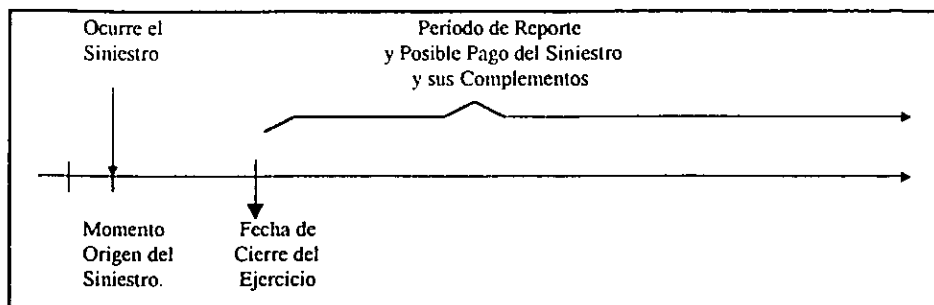 Ocurre el
Siniestro
Período de Reporte
y Posible Pago del Siniestro
y sus Complementos
Momento
Origen del
Siniestro.
Fecha de
Cierre del
Ejercicio